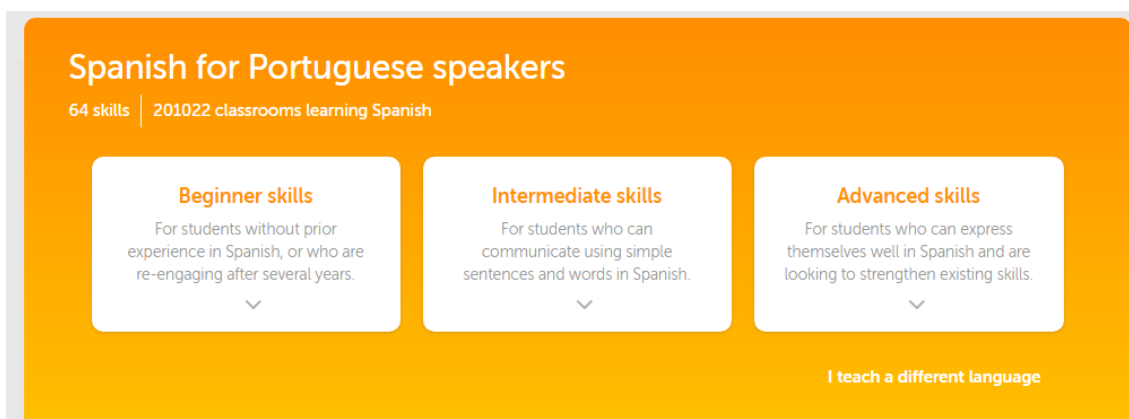 Spanish for Portuguese speakers
64 skills 201022 classrooms learning Spanish
Beginner skills
For students without prior
experience in Spanish, or who are
re-engaging after several years.
Intermediate skills
For students who can
communicate using simple
sentences and words in Spanish.
Advanced skills
For students who can express
themselves well in Spanish and are
looking to strengthen existing skills.
I teach a different language